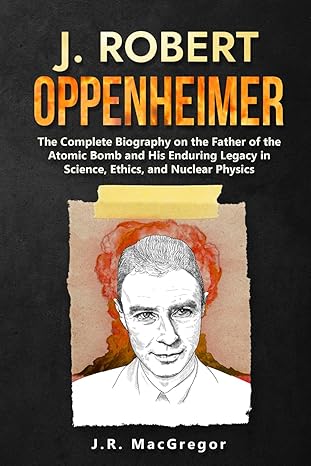 J. ROBERT
OPPENHEIMER
The Complete Biography on the Father of the
Atomic Bomb and His Enduring Legacy in
Science, Ethics, and Nuclear Physics
J.R. MacGregor